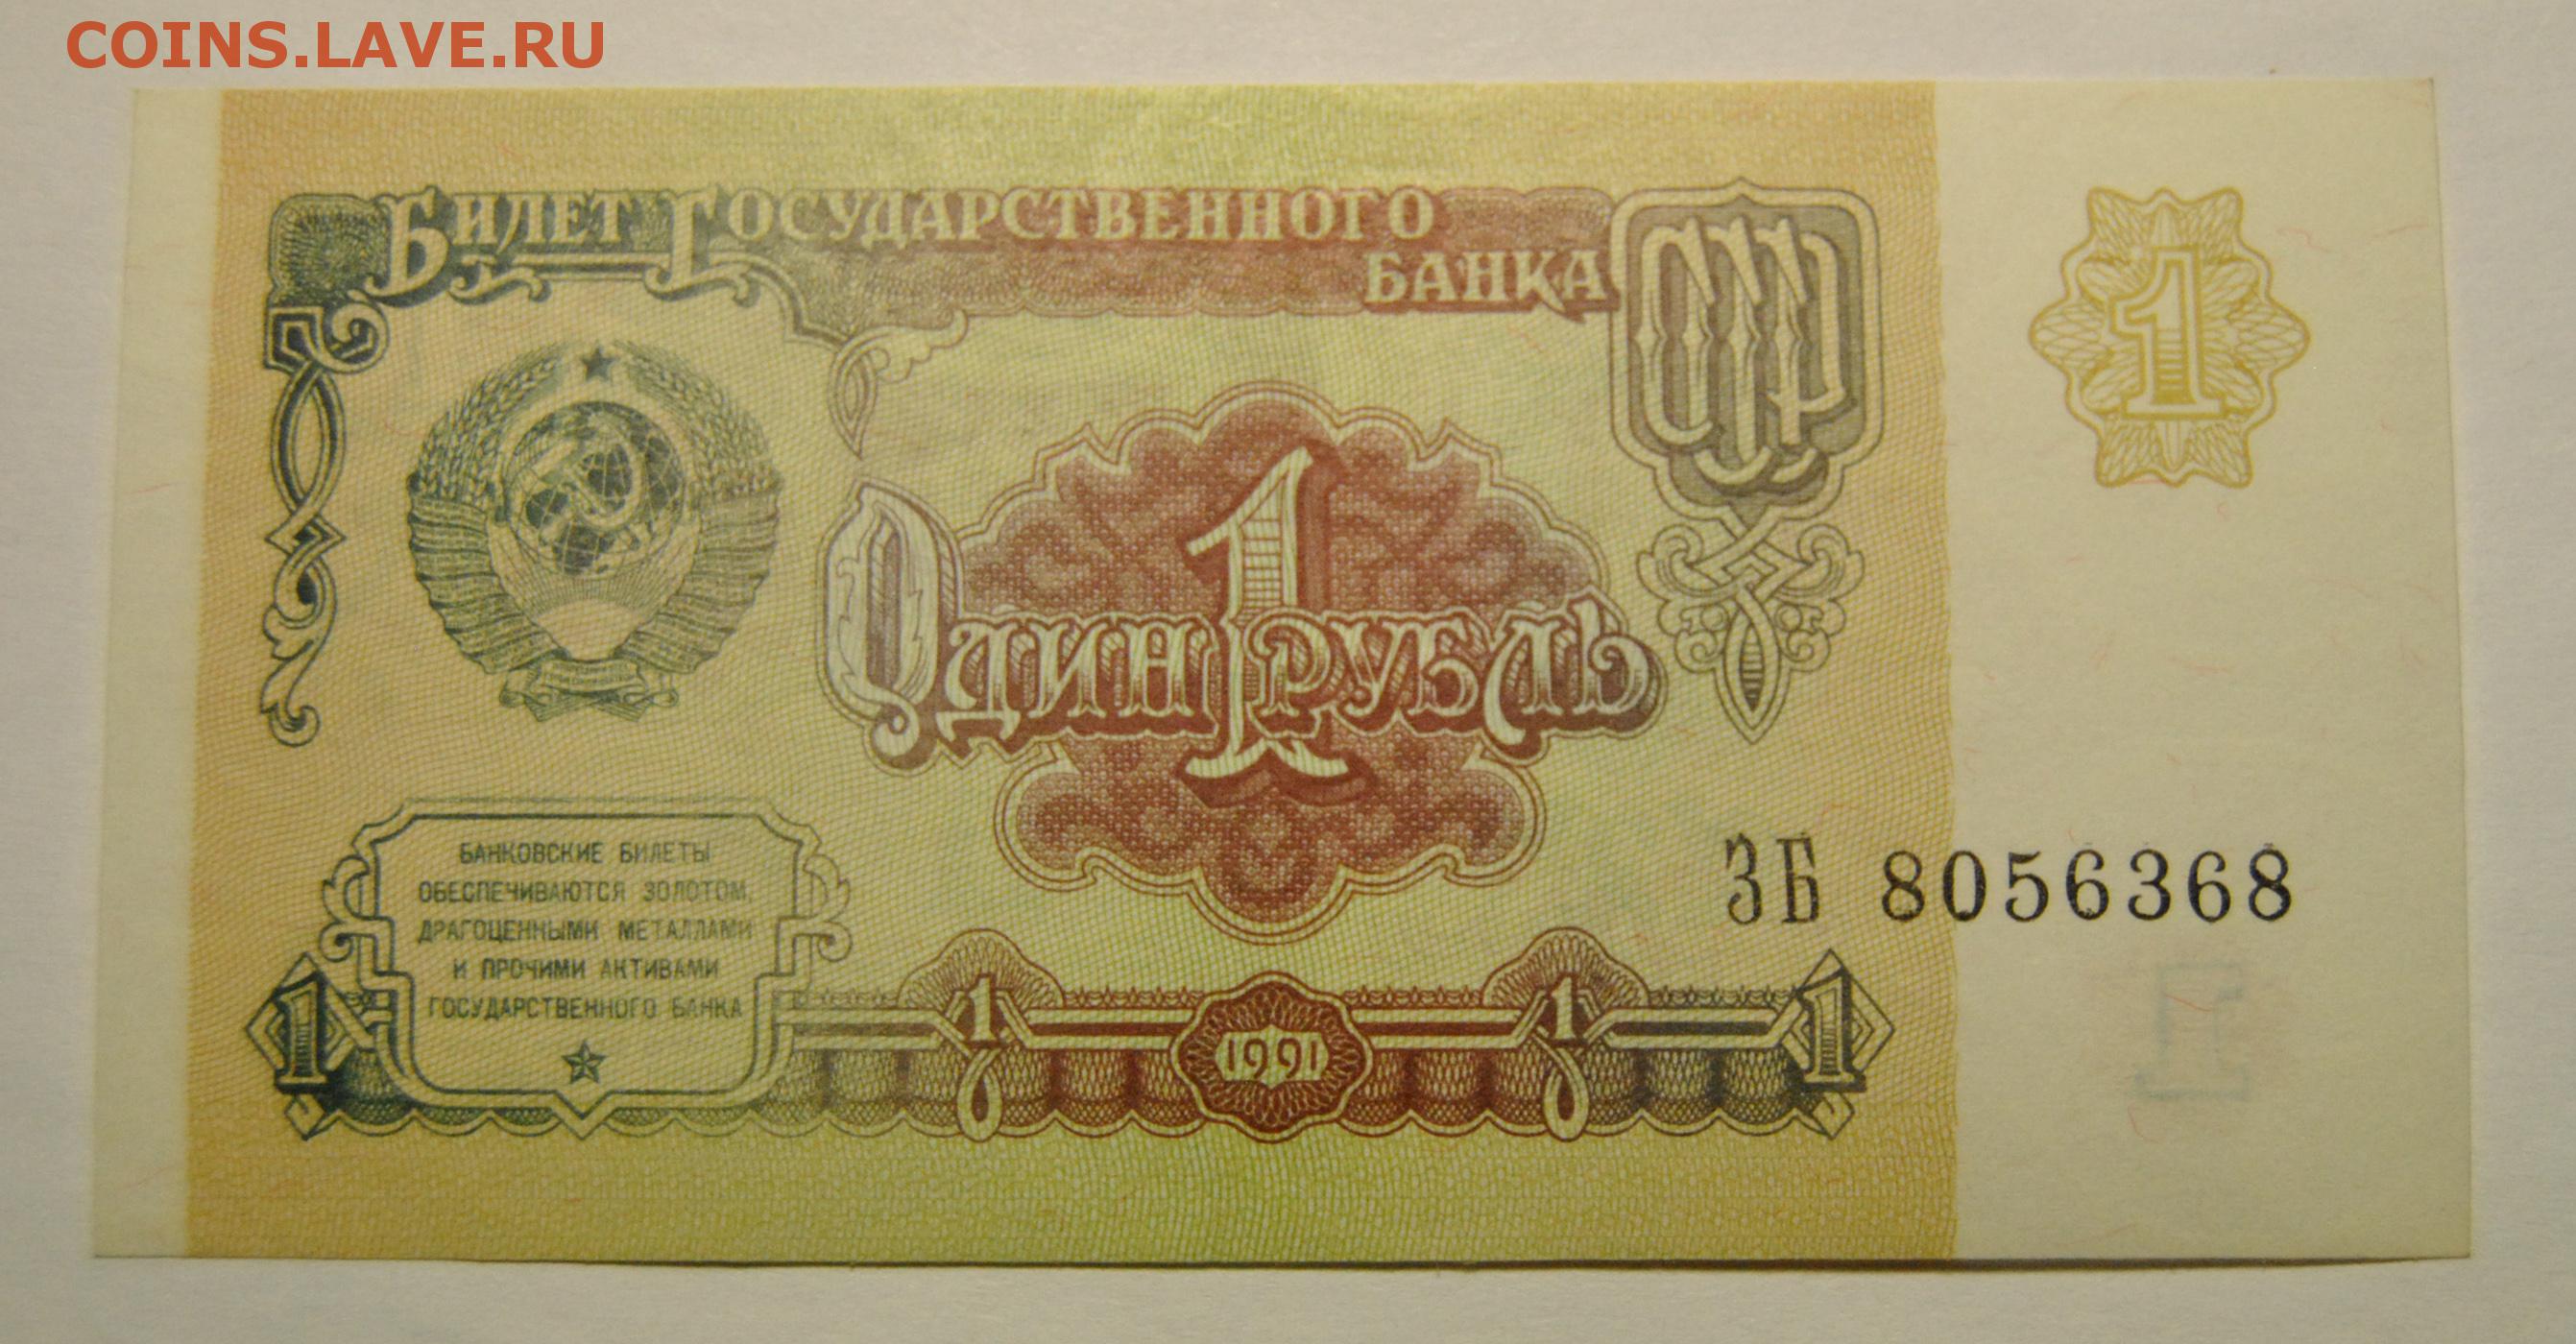 COINS.LAVE.RU
БИЛЕТ ГОСУДАРСТВЕННОГО
БАНКА
СССР
1
1
ОДИН РУБЛЬ
БАНКОВСКИЕ БИЛЕТЫ
ОБЕСПЕЧИВАЮТСЯ ЗОЛОТОМ,
ДРАГОЦЕННЫМИ МЕТАЛЛАМИ
И ПРОЧИМИ АКТИВАМИ
ГОСУДАРСТВЕННОГО БАНКА
ЗБ 8056368
1 1 1991 1 1